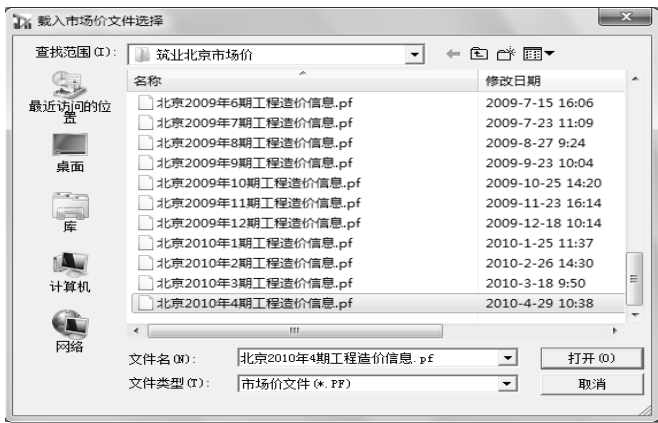 载入市场价文件选择
查找范围(I):
筑业北京市场价
名称
修改日期
最近访问的位置
桌面
库
计算机
网络
北京2009年6期工程造价信息.pf 2009-7-15 16:06
北京2009年7期工程造价信息.pf 2009-7-23 11:09
北京2009年8期工程造价信息.pf 2009-8-27 9:24
北京2009年9期工程造价信息.pf 2009-9-23 10:04
北京2009年10期工程造价信息.pf 2009-10-25 14:20
北京2009年11期工程造价信息.pf 2009-11-23 16:14
北京2009年12期工程造价信息.pf 2009-12-18 10:14
北京2010年1期工程造价信息.pf 2010-1-25 11:37
北京2010年2期工程造价信息.pf 2010-2-26 14:30
北京2010年3期工程造价信息.pf 2010-3-18 9:50
北京2010年4期工程造价信息.pf 2010-4-29 10:38
文件名(N): 北京2010年4期工程造价信息.pf 打开(O)
文件类型(T): 市场价文件(*.PF) 取消